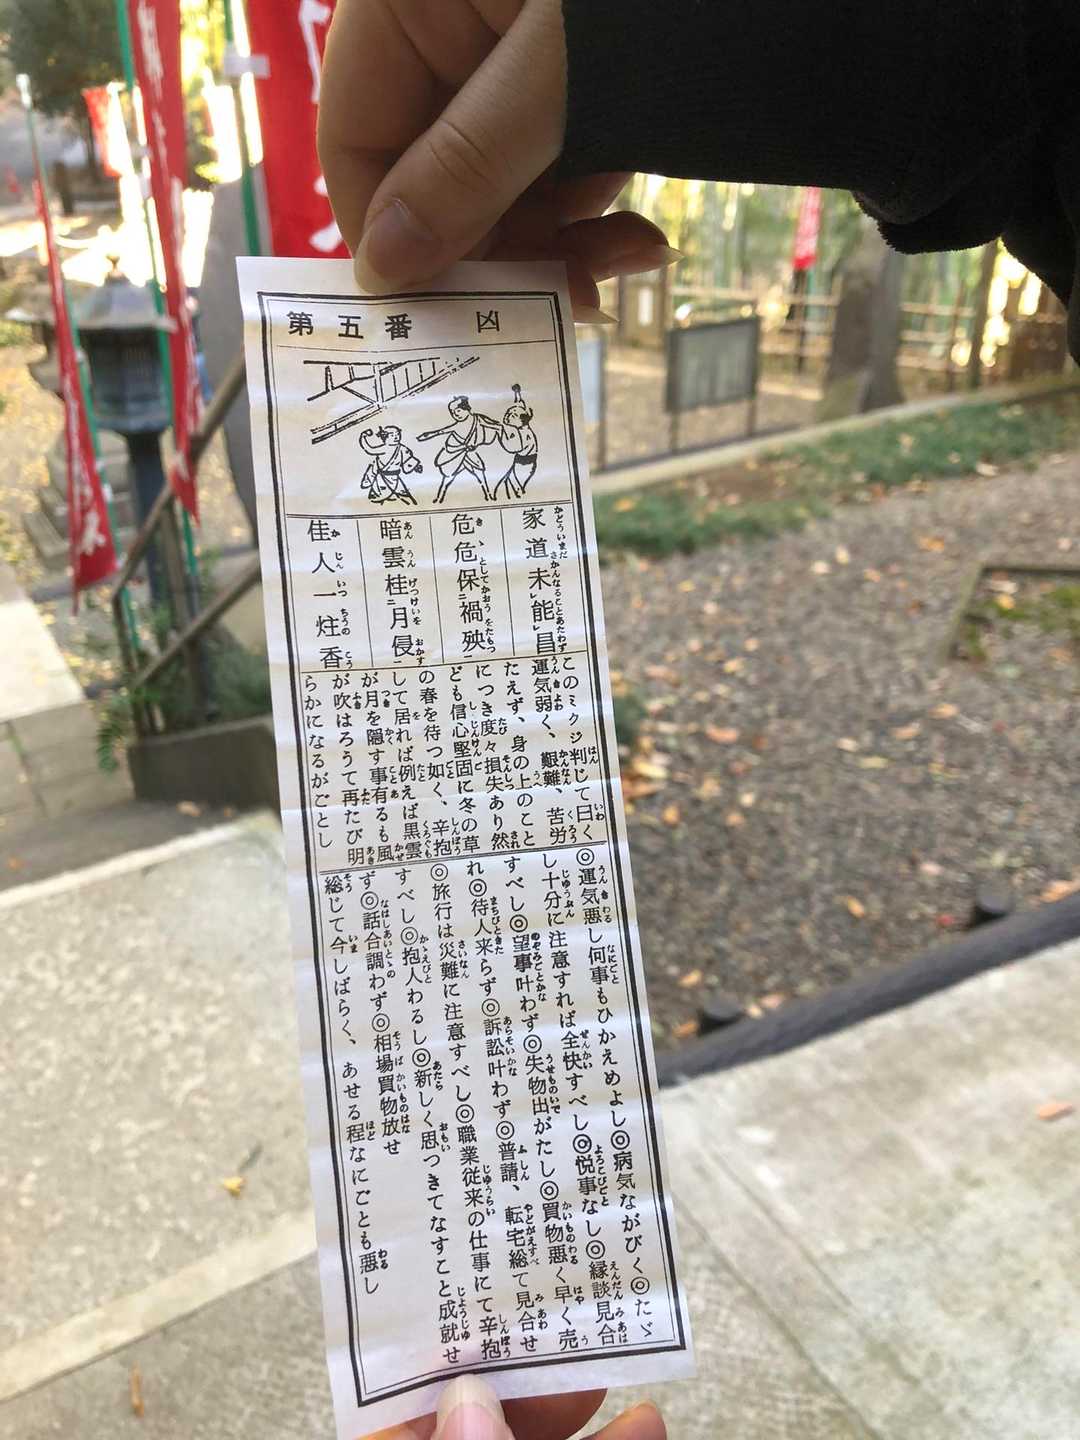 第五番 凶
家道未レ能レ昌
危危保二禍殃一
暗雲桂二月侵一
佳人一炷香
このミクジ判じて曰く
運気弱く、艱難、苦労
たえず、身の上のこと
につき度々損失あり然
ども信心堅固に冬の草
の春を待つ如く、辛抱
して居れば例えば黒雲
が月を隠す事有るも風
が吹はろうて再たび明
らかになるがごとし
◎運気悪し何事もひかえめよし◎病気ながびく◎たゞ
し十分に注意すれば全快すべし◎悦事なし◎縁談見合
すべし◎望事叶わず◎失物出がたし◎買物悪く早く売
れ◎待人来らず◎訴訟叶わず◎普請、転宅総て見合せ
◎旅行は災難に注意すべし◎職業従来の仕事にて辛抱
すべし◎抱人わるし◎新しく思つきてなすこと成就せ
ず◎話合調わず◎相場買物放せ
総じて今しばらく、あせる程なにごとも悪し